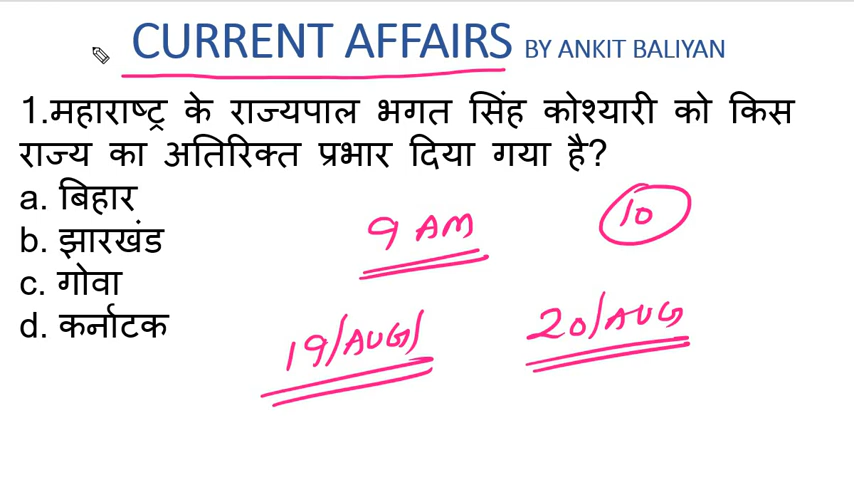 CURRENT AFFAIRS BY ANKIT BALIYAN
1.महाराष्ट्र के राज्यपाल भगत सिंह कोश्यारी को किस
राज्य का अतिरिक्त प्रभार दिया गया है?
a. बिहार
b. झारखंड
c. गोवा
d. कर्नाटक
9 AM
10
19/AUG/
20/AUG